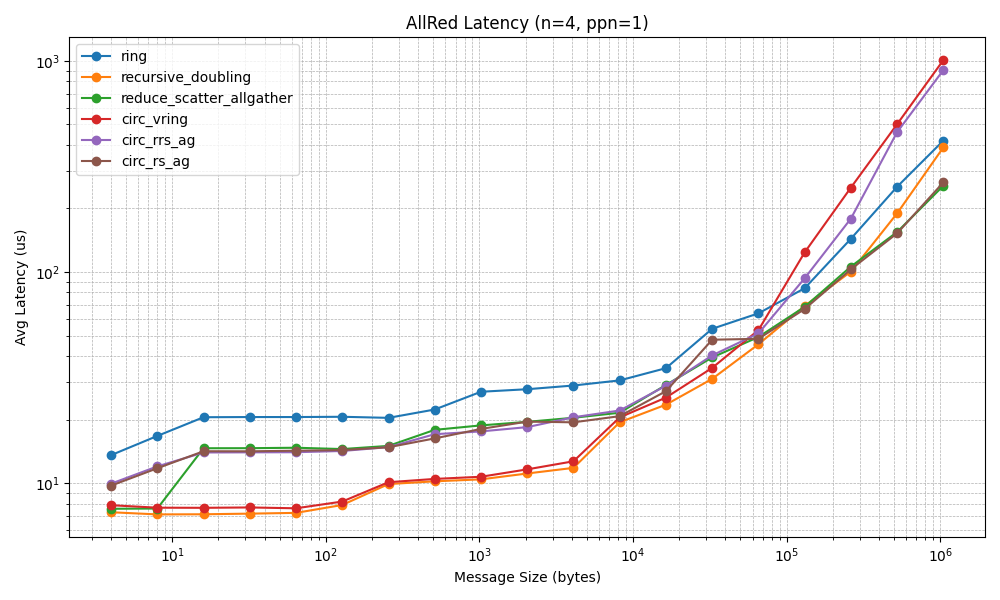 AllRed Latency (n=4, ppn=1)
ring
recursive_doubling
reduce_scatter_allgather
circ_vring
circ_rrs_ag
circ_rs_ag
Avg Latency (us)
10³
10²
10¹
10¹ 10² 10³ 10⁴ 10⁵ 10⁶
Message Size (bytes)